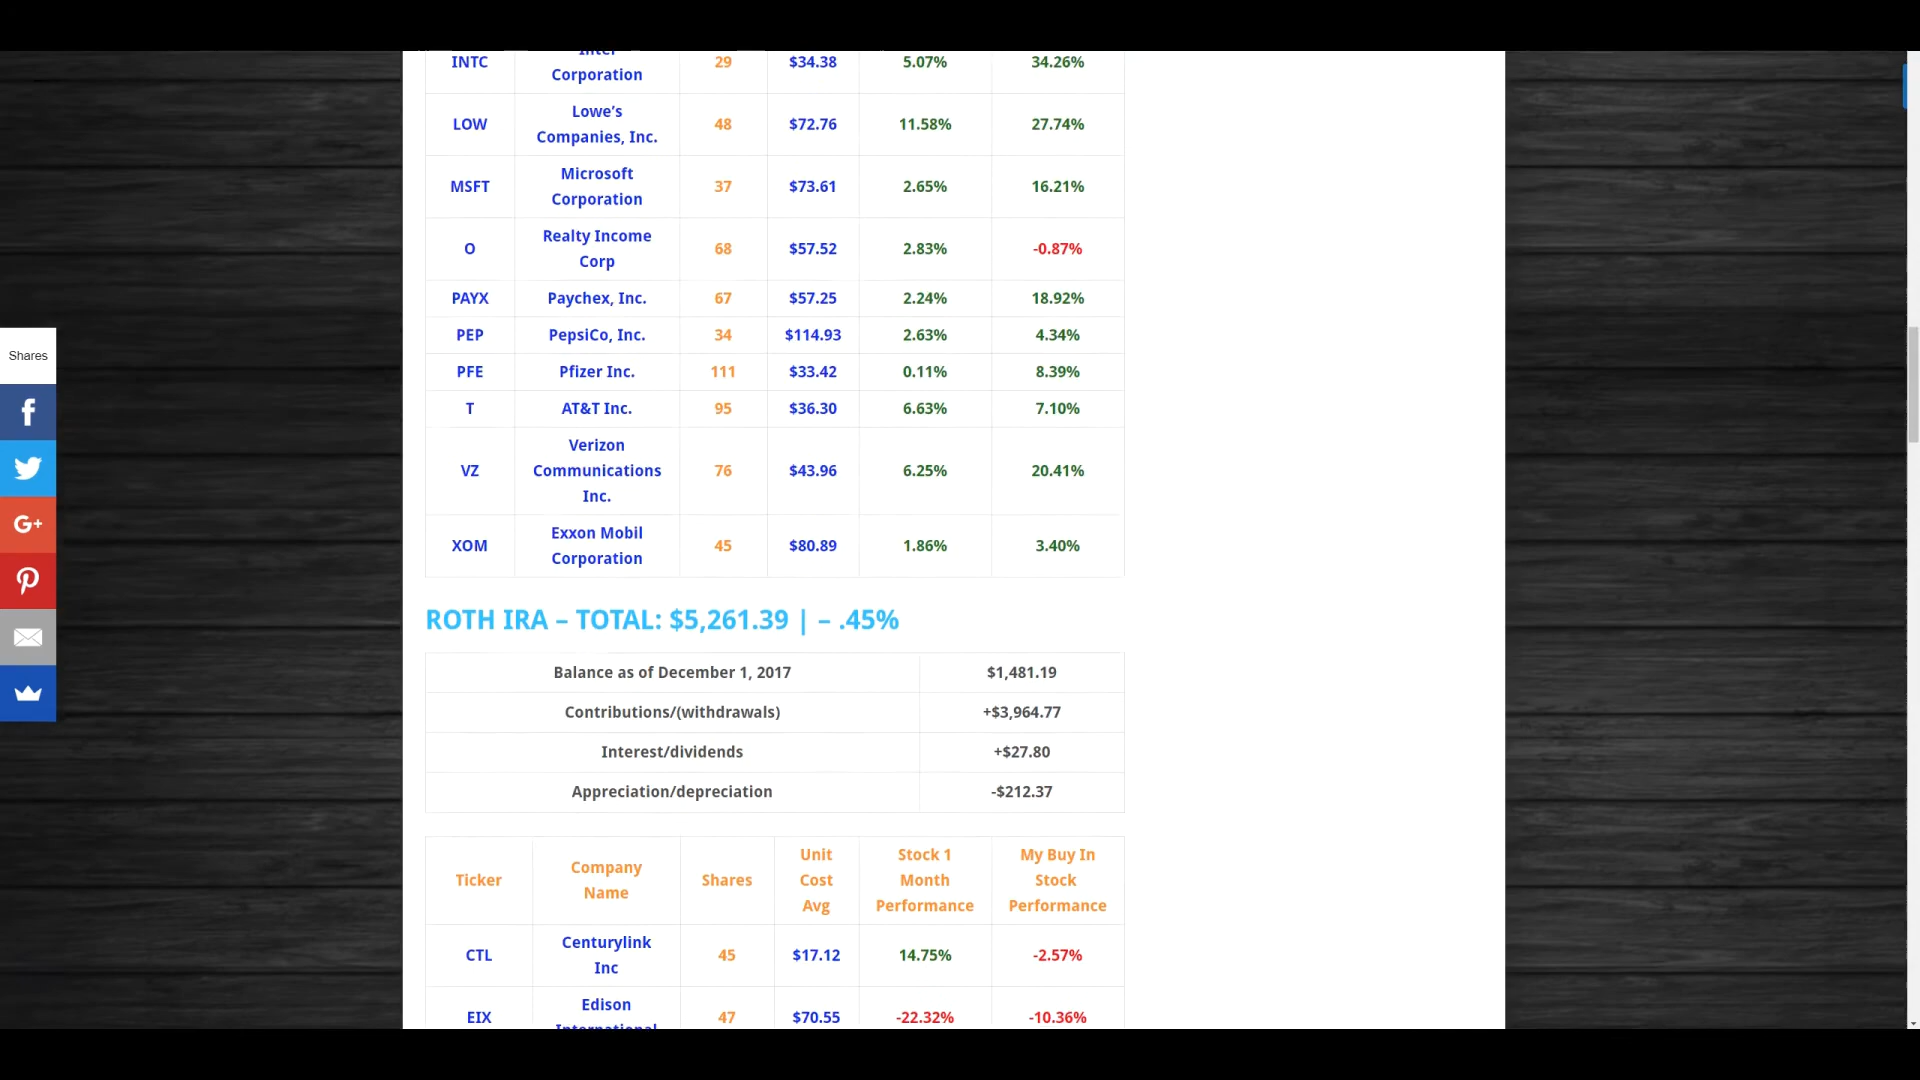 INTC Intel Corporation 29 $34.38 5.07% 34.26%
LOW Lowe’s Companies, Inc. 48 $72.76 11.58% 27.74%
MSFT Microsoft Corporation 37 $73.61 2.65% 16.21%
O Realty Income Corp 68 $57.52 2.83% -0.87%
PAYX Paychex, Inc. 67 $57.25 2.24% 18.92%
PEP PepsiCo, Inc. 34 $114.93 2.63% 4.34%
PFE Pfizer Inc. 111 $33.42 0.11% 8.39%
T AT&T Inc. 95 $36.30 6.63% 7.10%
VZ Verizon Communications Inc. 76 $43.96 6.25% 20.41%
XOM Exxon Mobil Corporation 45 $80.89 1.86% 3.40%
Shares
G+
ROTH IRA – TOTAL: $5,261.39 | – .45%
Balance as of December 1, 2017 $1,481.19
Contributions/(withdrawals) +$3,964.77
Interest/dividends +$27.80
Appreciation/depreciation -$212.37
Ticker Company Name Shares Unit Cost Avg Stock 1 Month Performance My Buy In Stock Performance
CTL Centurylink Inc 45 $17.12 14.75% -2.57%
EIX Edison International 47 $70.55 -22.32% -10.36%